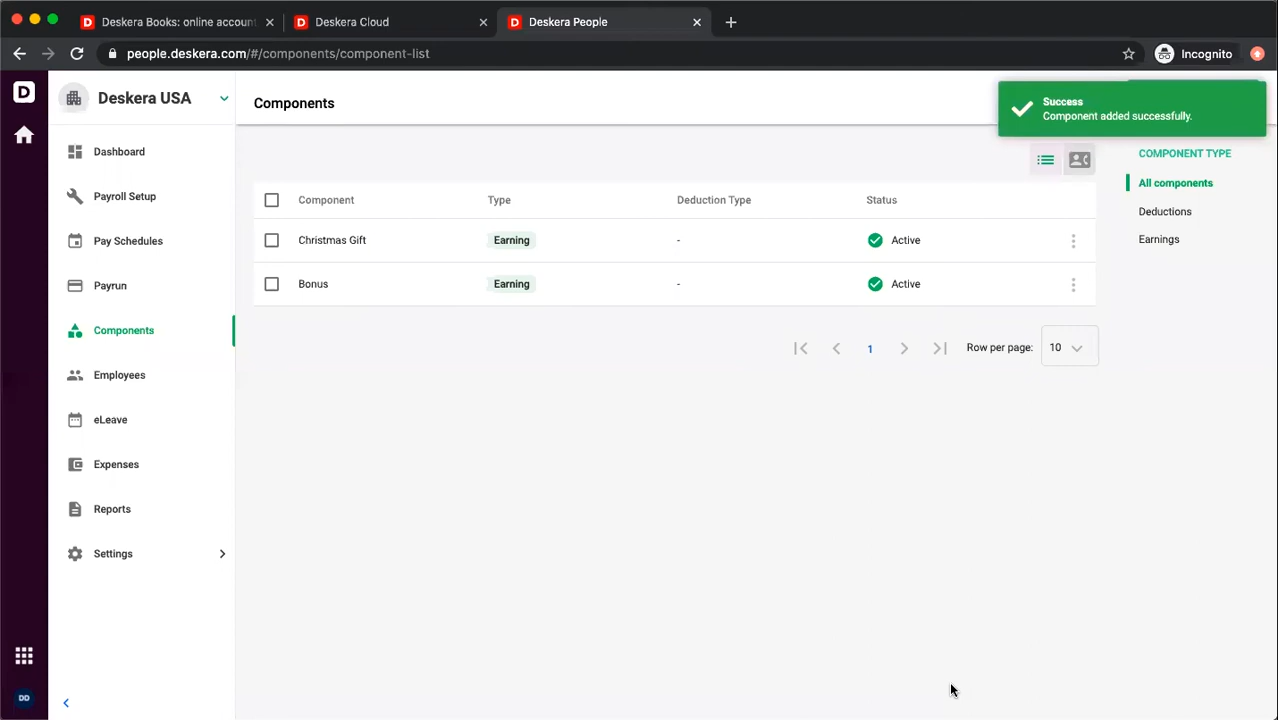 Deskera Books: online account
Deskera Cloud
Deskera People
people.deskera.com/#/components/component-list
Incognito
D
Deskera USA
Components
Success
Component added successfully.
Dashboard
Payroll Setup
Pay Schedules
Payrun
Components
Employees
eLeave
Expenses
Reports
Settings
DD
Component Type Deduction Type Status
Christmas Gift Earning - Active
Bonus Earning - Active
1 Row per page: 10
COMPONENT TYPE
All components
Deductions
Earnings